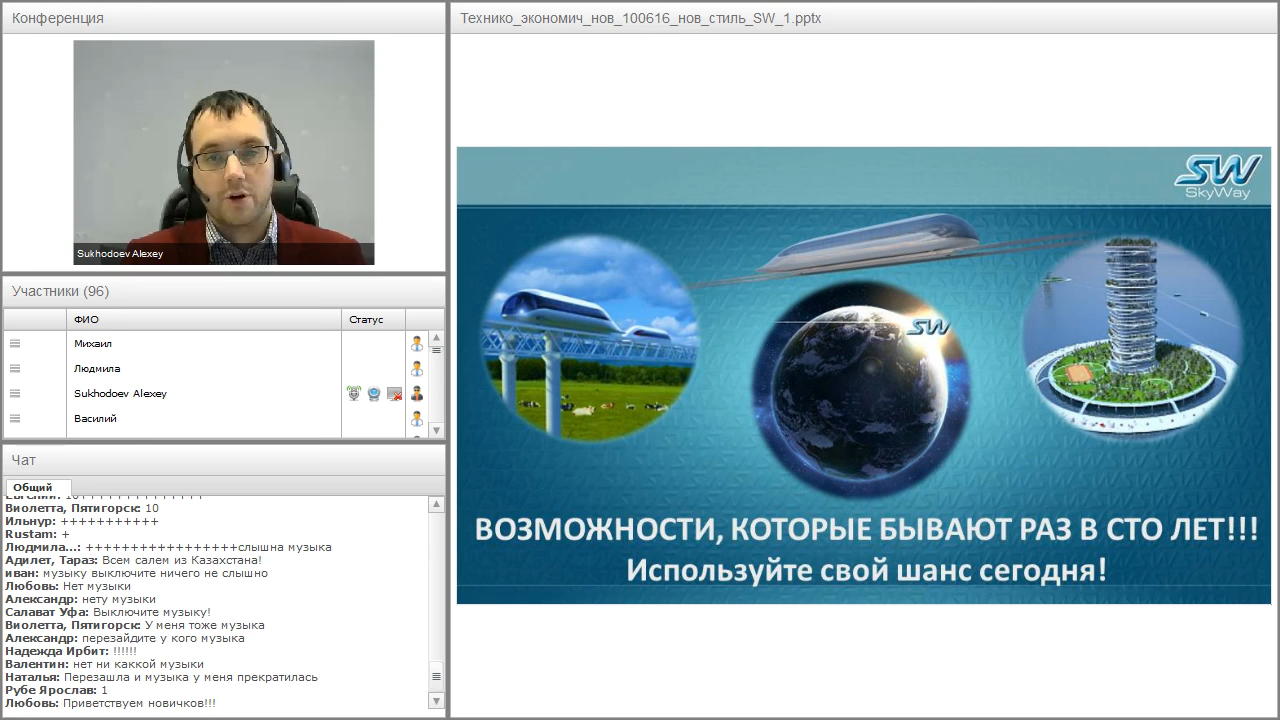 Конференция
Sukhodoev Alexey
Участники (96)
ФИО
Статус
Михаил
Людмила
Sukhodoev Alexey
Василий
Чат
Общий
Виолетта, Пятигорск: 10
Ильнур: +++++++++++
Rustam: +
Людмила...: +++++++++++++++++слышна музыка
Адилет, Тараз: Всем салем из Казахстана!
иван: музыку выключите ничего не слышно
Любовь: Нет музыки
Александр: нету музыки
Салават Уфа: Выключите музыку!
Виолетта, Пятигорск: У меня тоже музыка
Александр: перезайдите у кого музыка
Надежда Ирбит: !!!!!!
Валентин: нет ни каккой музыки
Наталья: Перезашла и музыка у меня прекратилась
Рубе Ярослав: 1
Любовь: Приветствуем новичков!!!
Технико_экономич_нов_100616_нов_стиль_SW_1.pptx
SW
SkyWay
SW
ВОЗМОЖНОСТИ, КОТОРЫЕ БЫВАЮТ РАЗ В СТО ЛЕТ!!!
Используйте свой шанс сегодня!